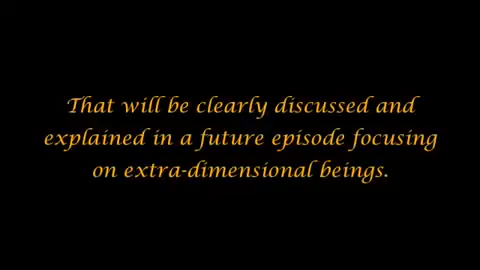 That will be clearly discussed and
explained in a future episode focusing
on extra-dimensional beings.